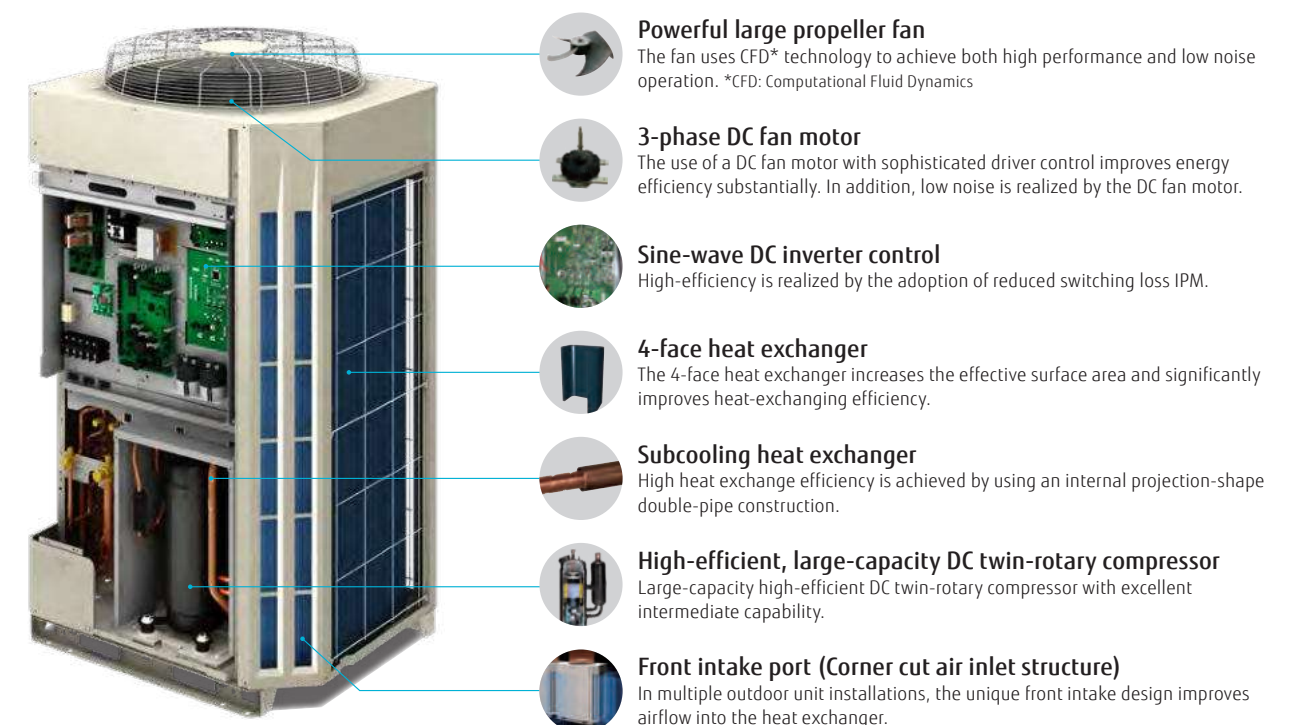 Powerful large propeller fan
The fan uses CFD* technology to achieve both high performance and low noise
operation. *CFD: Computational Fluid Dynamics
3-phase DC fan motor
The use of a DC fan motor with sophisticated driver control improves energy
efficiency substantially. In addition, low noise is realized by the DC fan motor.
Sine-wave DC inverter control
High-efficiency is realized by the adoption of reduced switching loss IPM.
4-face heat exchanger
The 4-face heat exchanger increases the effective surface area and significantly
improves heat-exchanging efficiency.
Subcooling heat exchanger
High heat exchange efficiency is achieved by using an internal projection-shape
double-pipe construction.
High-efficient, large-capacity DC twin-rotary compressor
Large-capacity high-efficient DC twin-rotary compressor with excellent
intermediate capability.
Front intake port (Corner cut air inlet structure)
In multiple outdoor unit installations, the unique front intake design improves
airflow into the heat exchanger.